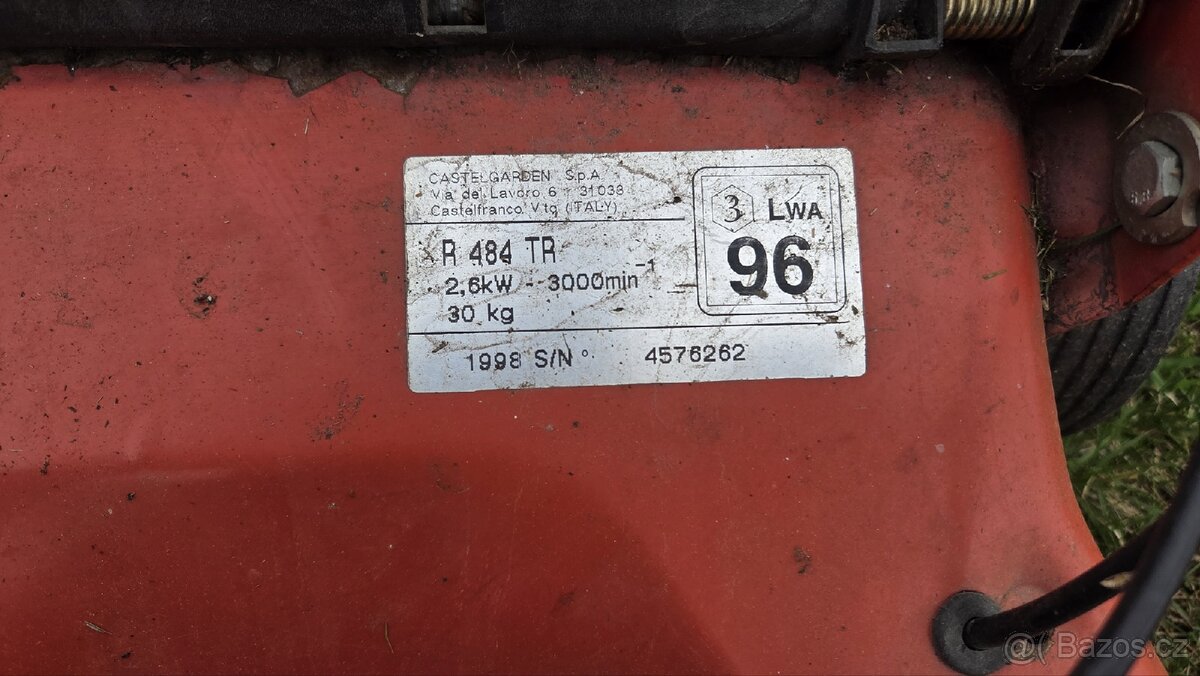 CASTELGARDEN S.p.A.
Via del Lavoro 6 - 31033
Castelfranco V.to (ITALY)
R 484 TR
2,6kW - 3000min-1
30 kg
3 LWA
96
1998 S/N° 4576262
@ Bazos.cz